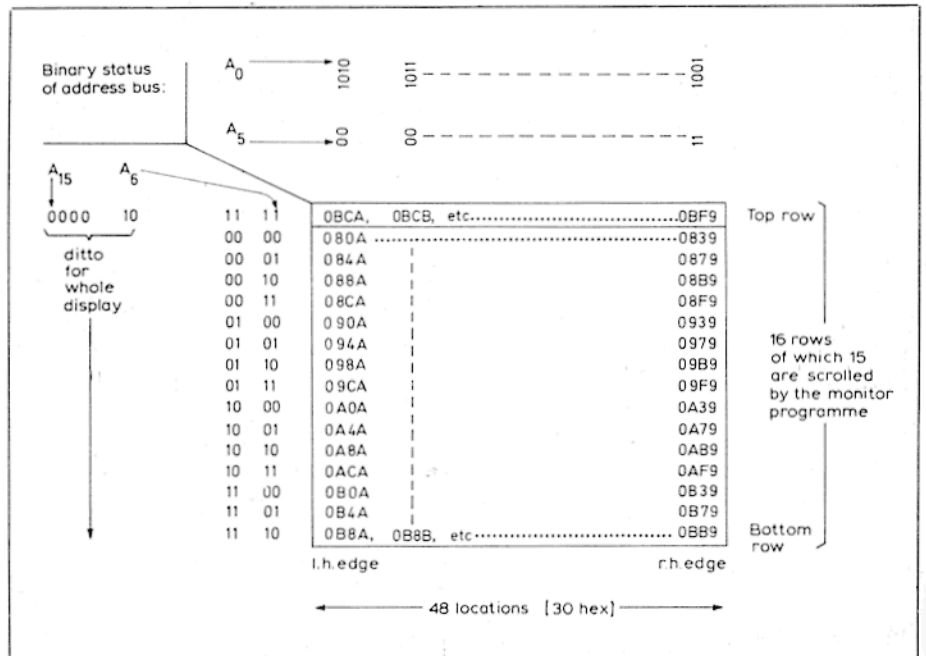 Binary status
of address bus:
A0 1010 1011 1001
A5 00 00 11
A15 A6
0000 10
ditto
for
whole
display
11 11 0BCA, 0BCB, etc..............................0BF9 Top row
00 00 080A ..............................0839
00 01 084A 0879
00 10 088A 08B9
00 11 08CA 08F9
01 00 090A 0939
01 01 094A 0979
01 10 098A 09B9
01 11 09CA 09F9
10 00 0A0A 0A39
10 01 0A4A 0A79
10 10 0A8A 0AB9
10 11 0ACA 0AF9
11 00 0B0A 0B39
11 01 0B4A 0B79
11 10 0B8A, 0B8B, etc.............................. 0BB9 Bottom
row
16 rows
of which 15
are scrolled
by the monitor
programme
l.h.edge r.h.edge
48 locations [30 hex]